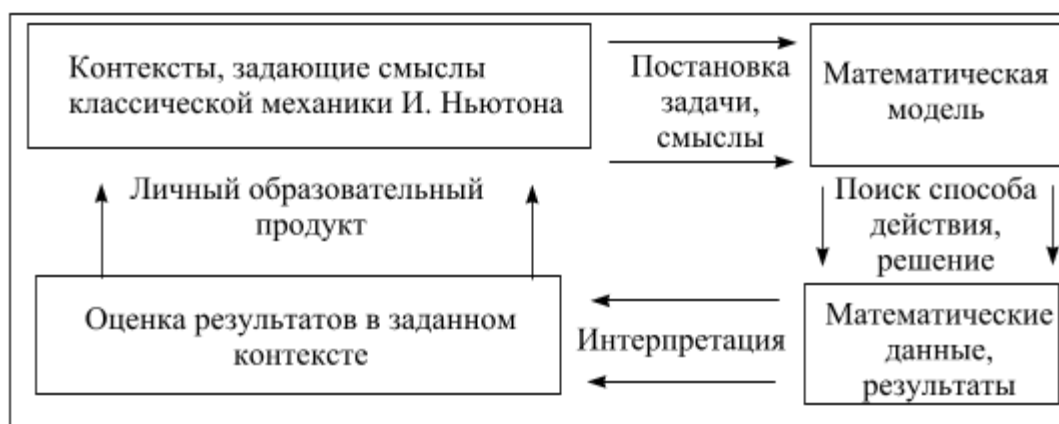 Контексты, задающие смыслы
классической механики И. Ньютона
Постановка
задачи,
смыслы
Математическая
модель
Поиск способа
действия,
решение
Математические
данные,
результаты
Интерпретация
Оценка результатов в заданном
контексте
Личный образовательный
продукт